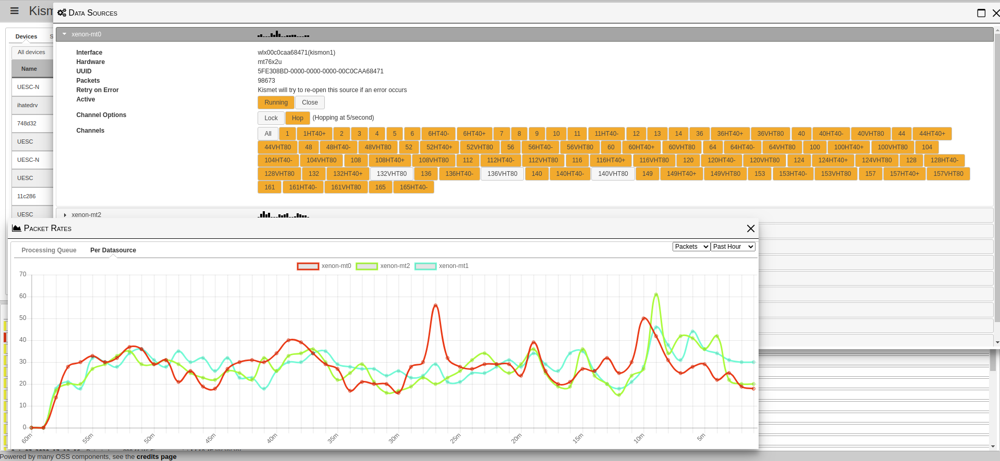 Kism
Data Sources
Devices S
All devices
Name
UESC-N
ihatedrv
748d32
UESC
UESC-N
UESC
11c286
UESC
xenon-mt0
Interface wlx00c0caa68471(kismon1)
Hardware mt76x2u
UUID 5FE308BD-0000-0000-0000-00C0CAA68471
Packets 98673
Retry on Error Kismet will try to re-open this source if an error occurs
Active Running Close
Channel Options Lock Hop (Hopping at 5/second)
Channels All 1 1HT40+ 2 3 4 5 6 6HT40- 6HT40+ 7 8 9 10 11 11HT40- 12 13 14 36 36HT40+ 36VHT80 40 40HT40- 40VHT80 44 44HT40+
44VHT80 48 48HT40- 48VHT80 52 52HT40+ 52VHT80 56 56HT40- 56VHT80 60 60HT40+ 60VHT80 64 64HT40- 64VHT80 100 100HT40+ 100VHT80 104
104HT40- 104VHT80 108 108HT40+ 108VHT80 112 112HT40- 112VHT80 116 116HT40+ 116VHT80 120 120HT40- 120VHT80 124 124HT40+ 124VHT80 128 128HT40-
128VHT80 132 132HT40+ 132VHT80 136 136HT40- 136VHT80 140 140HT40- 140VHT80 149 149HT40+ 149VHT80 153 153HT40- 153VHT80 157 157HT40+ 157VHT80
161 161HT40- 161VHT80 165 165HT40-
xenon-mt2
Packet Rates
Processing Queue Per Datasource Packets Past Hour
xenon-mt0 xenon-mt2 xenon-mt1
70
60
50
40
30
20
10
0
60m 55m 50m 45m 40m 35m 30m 25m 20m 15m 10m 5m
Powered by many OSS components, see the credits page